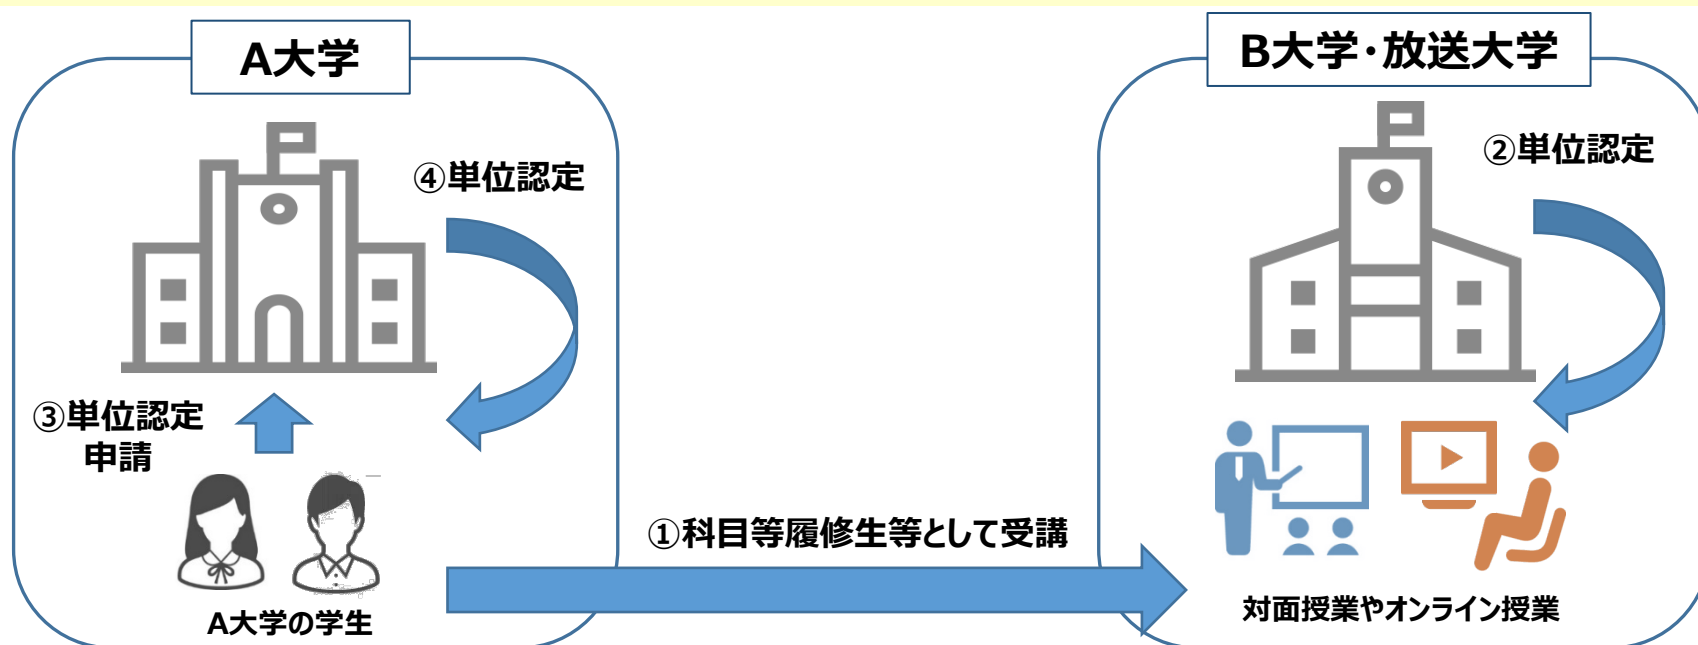 A大学
④単位認定
③単位認定
申請
A大学の学生
①科目等履修生等として受講
B大学・放送大学
②単位認定
対面授業やオンライン授業